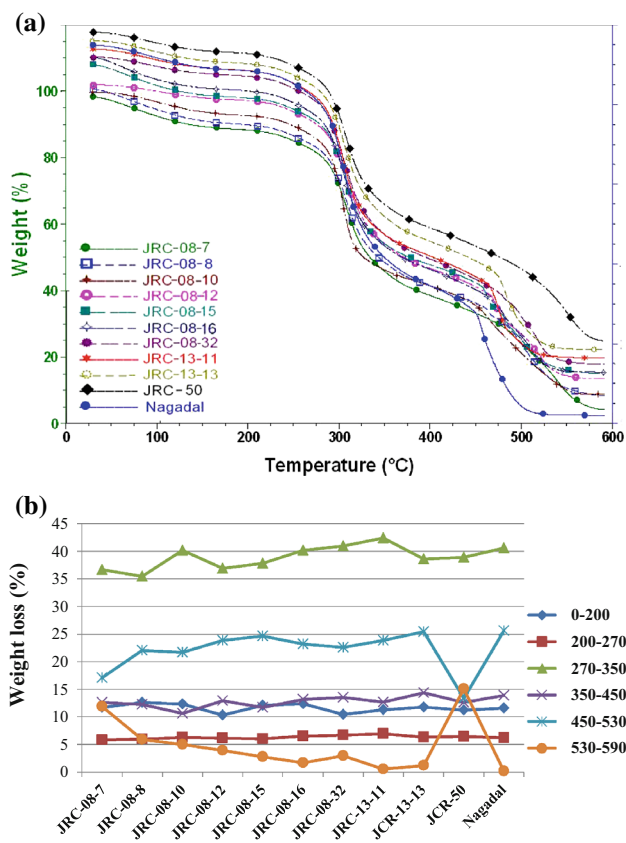 (a)
Weight (%)
100
80
60
40
20
0
JRC-08-7
JRC-08-8
JRC-08-10
JRC-08-12
JRC-08-15
JRC-08-16
JRC-08-32
JRC-13-11
JRC-13-13
JRC-50
Nagadal
0 100 200 300 400 500 600
Temperature (°C)
(b)
Weight loss (%)
45
40
35
30
25
20
15
10
5
0
0-200
200-270
270-350
350-450
450-530
530-590
JRC-08-7
JRC-08-8
JRC-08-10
JRC-08-12
JRC-08-15
JRC-08-16
JRC-08-32
JRC-13-11
JCR-13-13
JCR-50
Nagadal